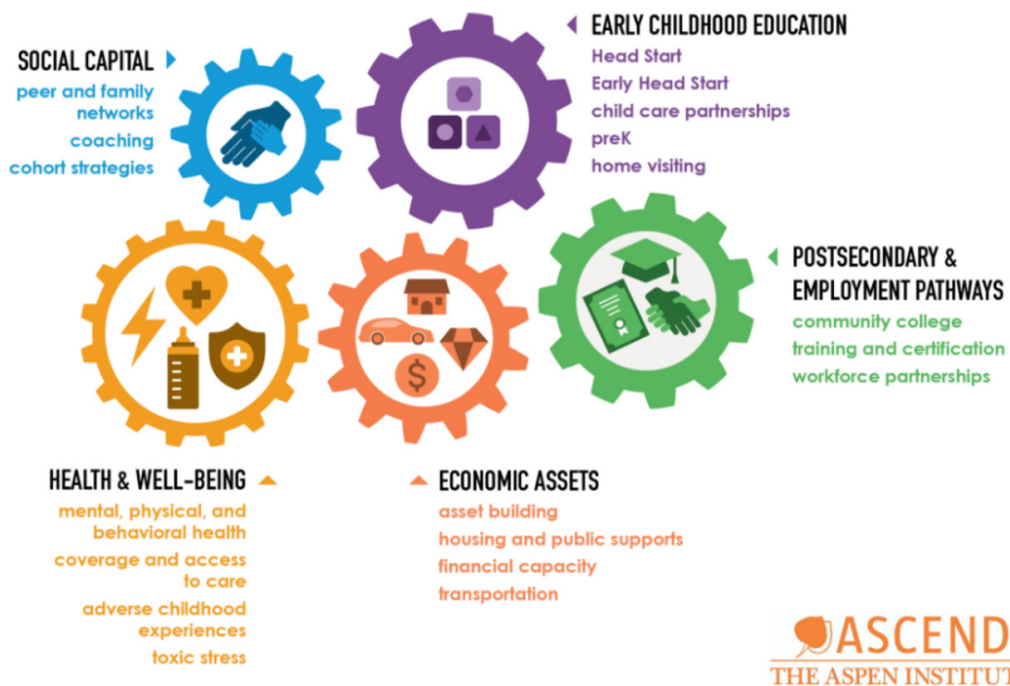 SOCIAL CAPITAL
peer and family
networks
coaching
cohort strategies
EARLY CHILDHOOD EDUCATION
Head Start
Early Head Start
child care partnerships
preK
home visiting
$
POSTSECONDARY &
EMPLOYMENT PATHWAYS
community college
training and certification
workforce partnerships
HEALTH & WELL-BEING
mental, physical, and
behavioral health
coverage and access
to care
adverse childhood
experiences
toxic stress
ECONOMIC ASSETS
asset building
housing and public supports
financial capacity
transportation
ASCEND
THE ASPEN INSTITUT